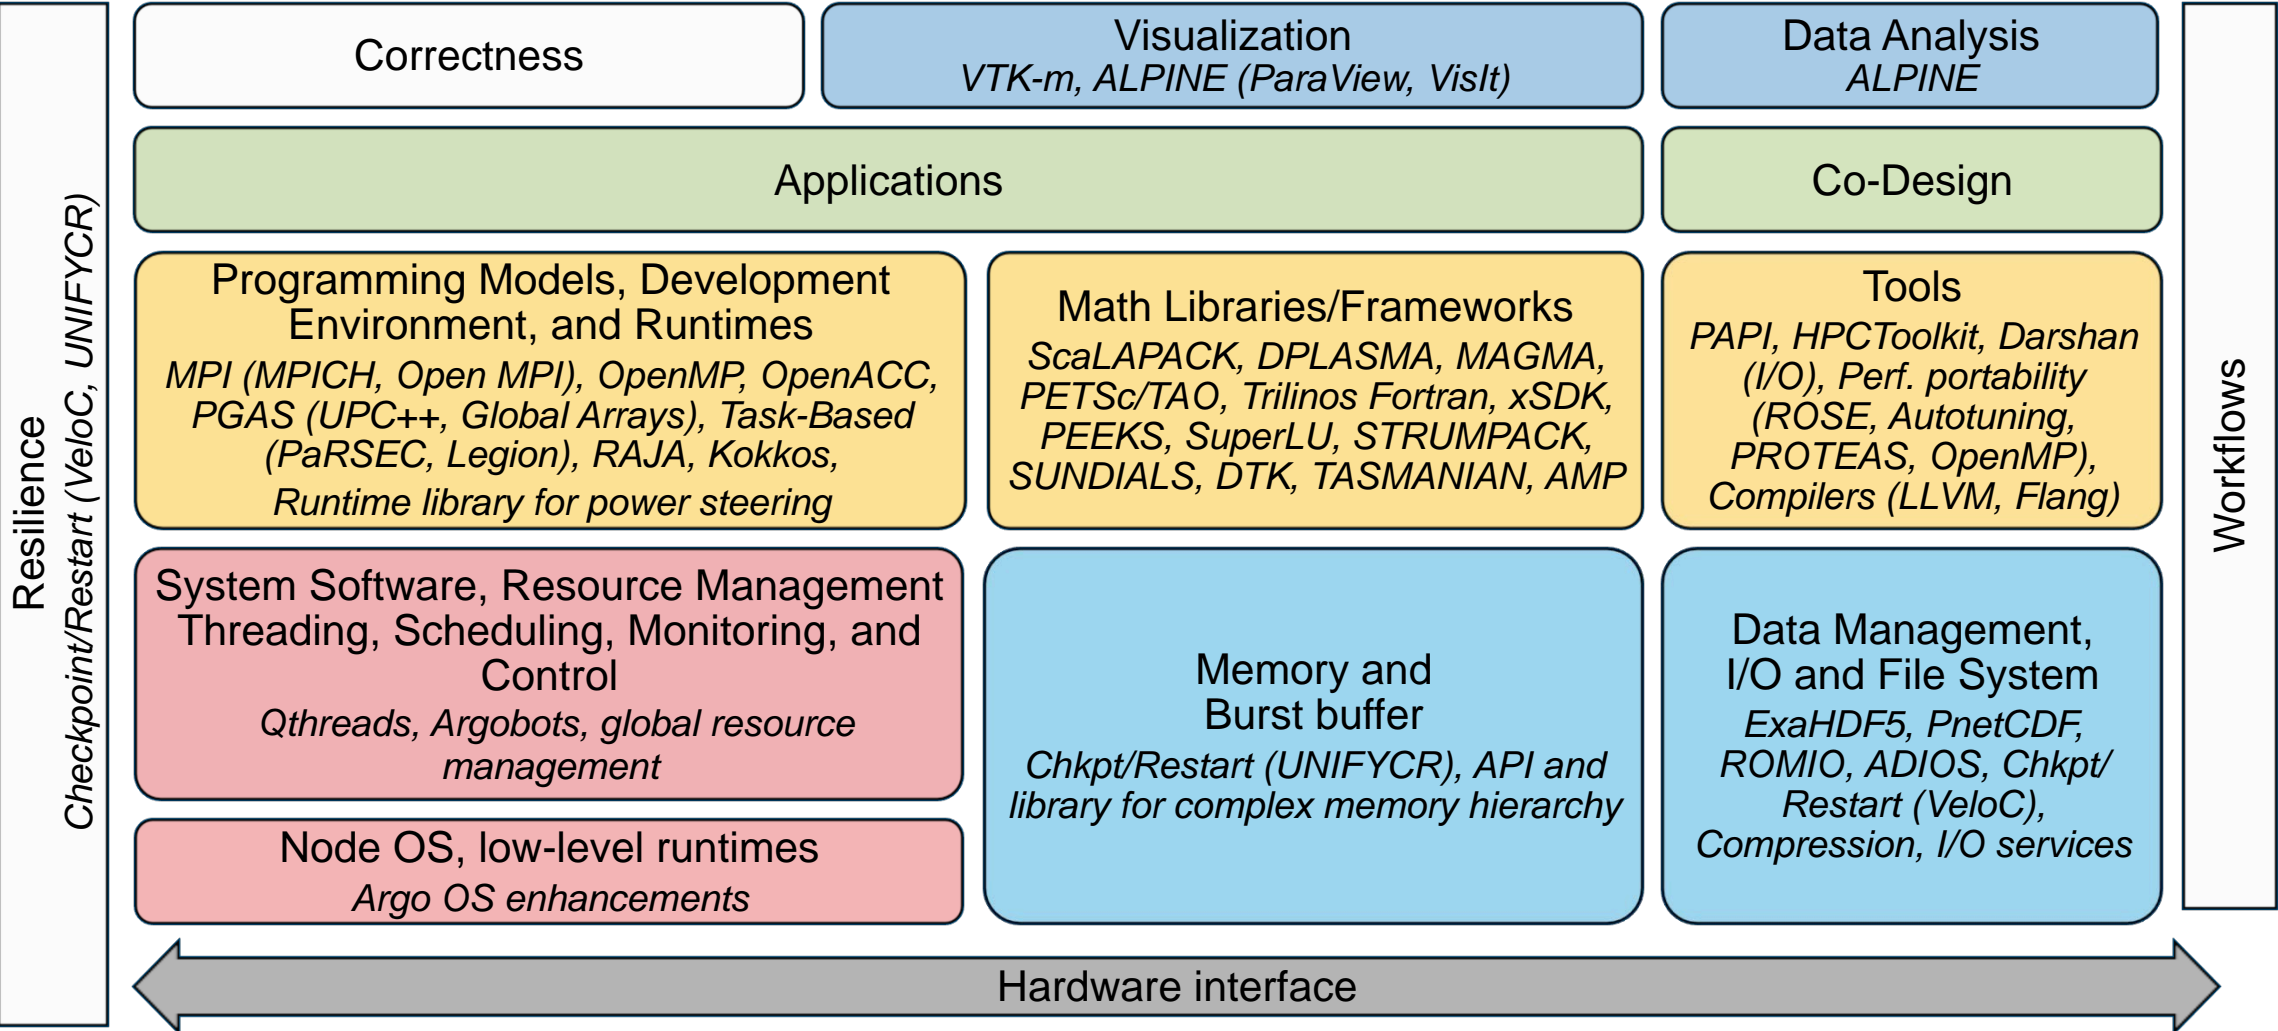 Resilience
Checkpoint/Restart (VeloC, UNIFYCR)
Correctness
Visualization
VTK-m, ALPINE (ParaView, VisIt)
Data Analysis
ALPINE
Applications
Co-Design
Programming Models, Development
Environment, and Runtimes
MPI (MPICH, Open MPI), OpenMP, OpenACC,
PGAS (UPC++, Global Arrays), Task-Based
(PaRSEC, Legion), RAJA, Kokkos,
Runtime library for power steering
Math Libraries/Frameworks
ScaLAPACK, DPLASMA, MAGMA,
PETSc/TAO, Trilinos Fortran, xSDK,
PEEKS, SuperLU, STRUMPACK,
SUNDIALS, DTK, TASMANIAN, AMP
Tools
PAPI, HPCToolkit, Darshan
(I/O), Perf. portability
(ROSE, Autotuning,
PROTEAS, OpenMP),
Compilers (LLVM, Flang)
System Software, Resource Management
Threading, Scheduling, Monitoring, and
Control
Qthreads, Argobots, global resource
management
Node OS, low-level runtimes
Argo OS enhancements
Memory and
Burst buffer
Chkpt/Restart (UNIFYCR), API and
library for complex memory hierarchy
Data Management,
I/O and File System
ExaHDF5, PnetCDF,
ROMIO, ADIOS, Chkpt/
Restart (VeloC),
Compression, I/O services
Workflows
Hardware interface